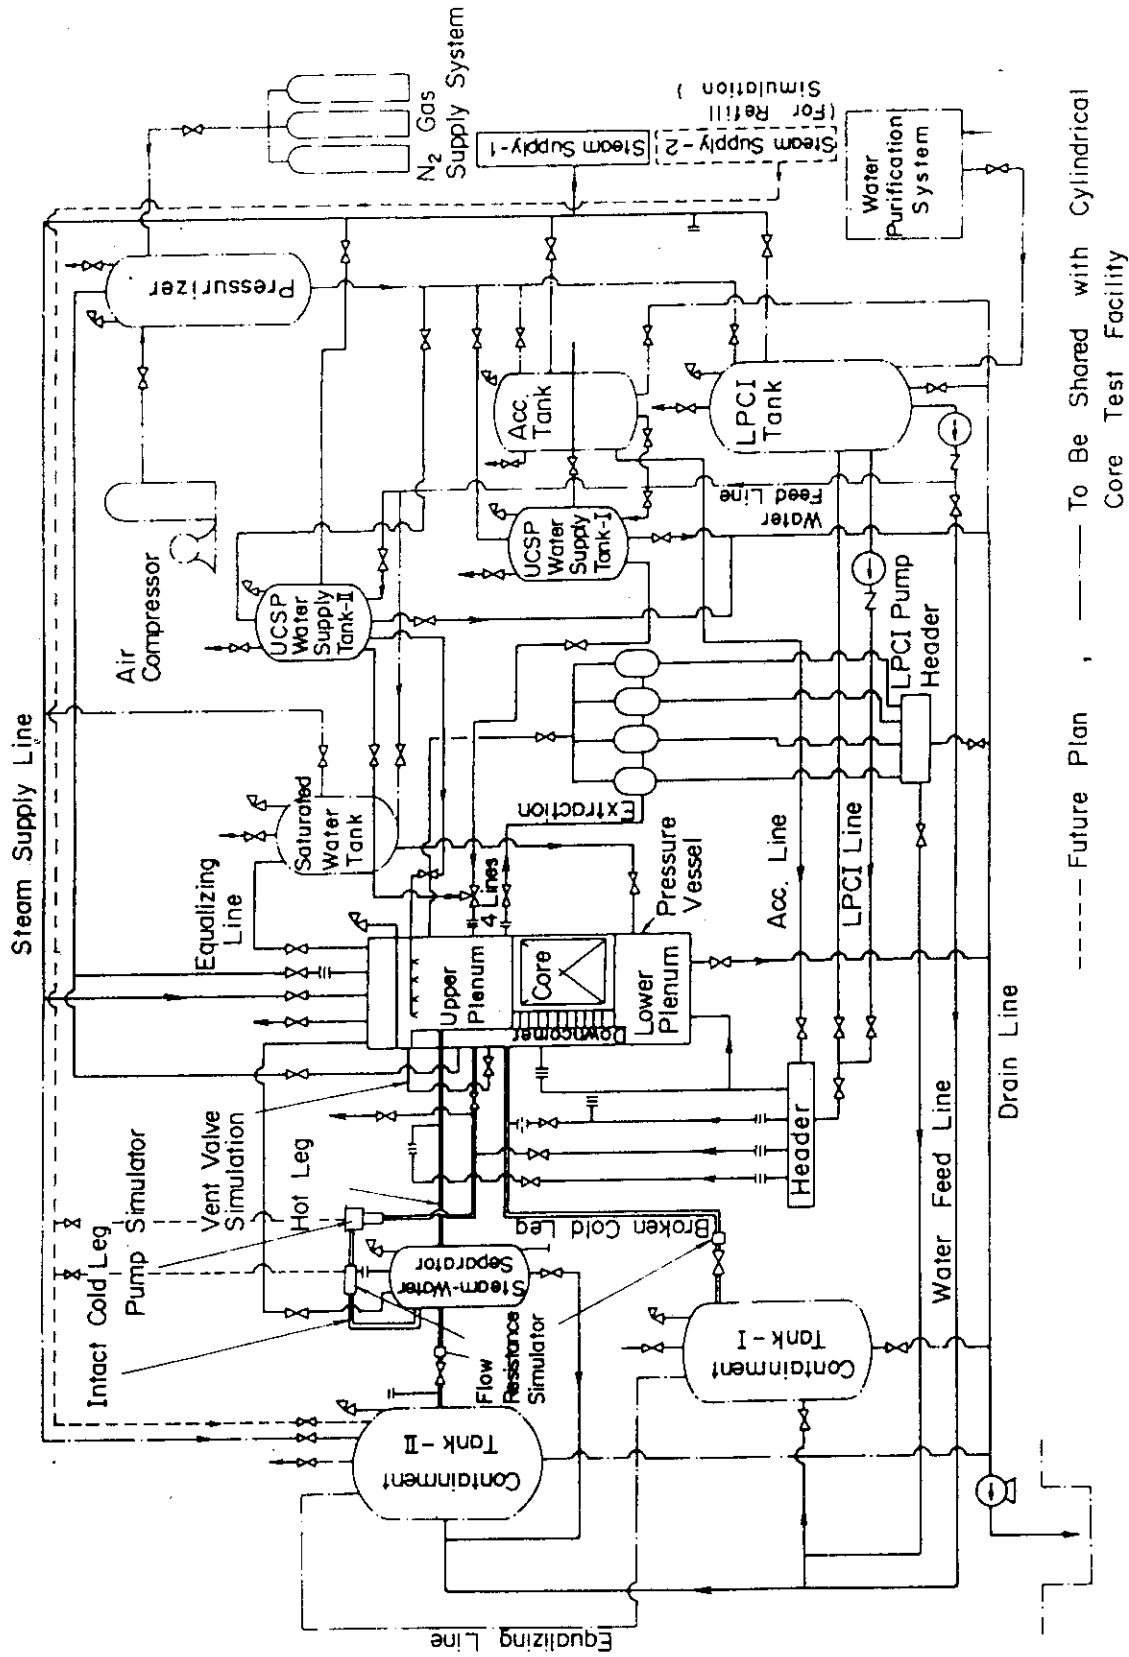 Steam Supply Line
Air
Compressor
N₂ Gas
Supply System
Pressurizer
Steam Supply-1
Steam Supply-2
(For Refill
Simulation)
Water
Purification
System
UCSP
Water
Supply
Tank-II
UCSP
Water
Supply
Tank-I
Acc.
Tank
LPCI
Tank
Water
Feed Line
Saturated
Water
Tank
Equalizing
Line
4 Lines
Extraction
LPCI Pump
Header
Pressure
Vessel
Acc. Line
LPCI Line
Upper
Plenum
Core
Downcomer
Lower
Plenum
Intact Cold Leg
Pump Simulator
Vent Valve
Simulation
Hot Leg
Steam-Water
Separator
Flow
Resistance
Simulator
Broken Cold Leg
Header
Containment
Tank-II
Containment
Tank-I
Equalizing Line
Water Feed Line
Drain Line
----- Future Plan , —— - —— To Be Shared with Cylindrical
Core Test Facility